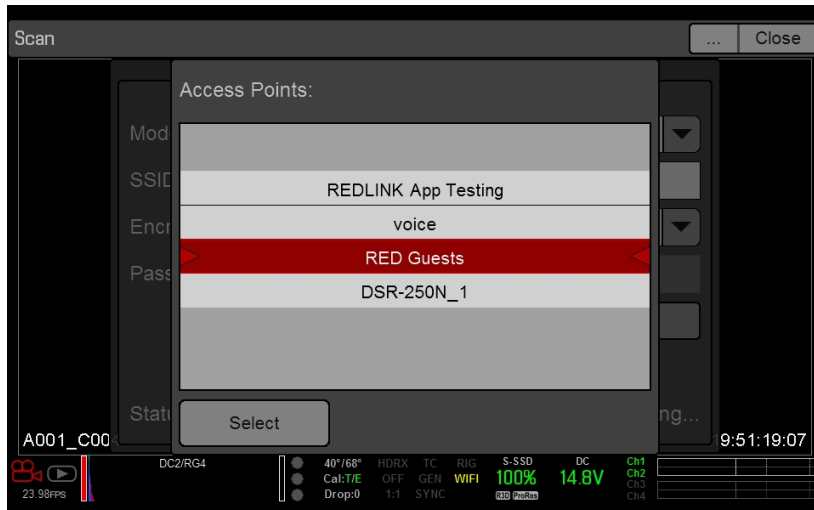 Scan
...
Close
Access Points:
Mod
SSID
Encr
Pass
REDLINK App Testing
voice
RED Guests
DSR-250N_1
Select
Statu
ng...
A001_C00
9:51:19:07
DC2/RG4
40°/68° HDRX TC RIG S-SSD DC Ch1
Cal:T/E OFF GEN WIFI 100% 14.8V Ch2
Drop:0 1:1 SYNC R3D ProRes Ch3
23.98FPS
Ch4